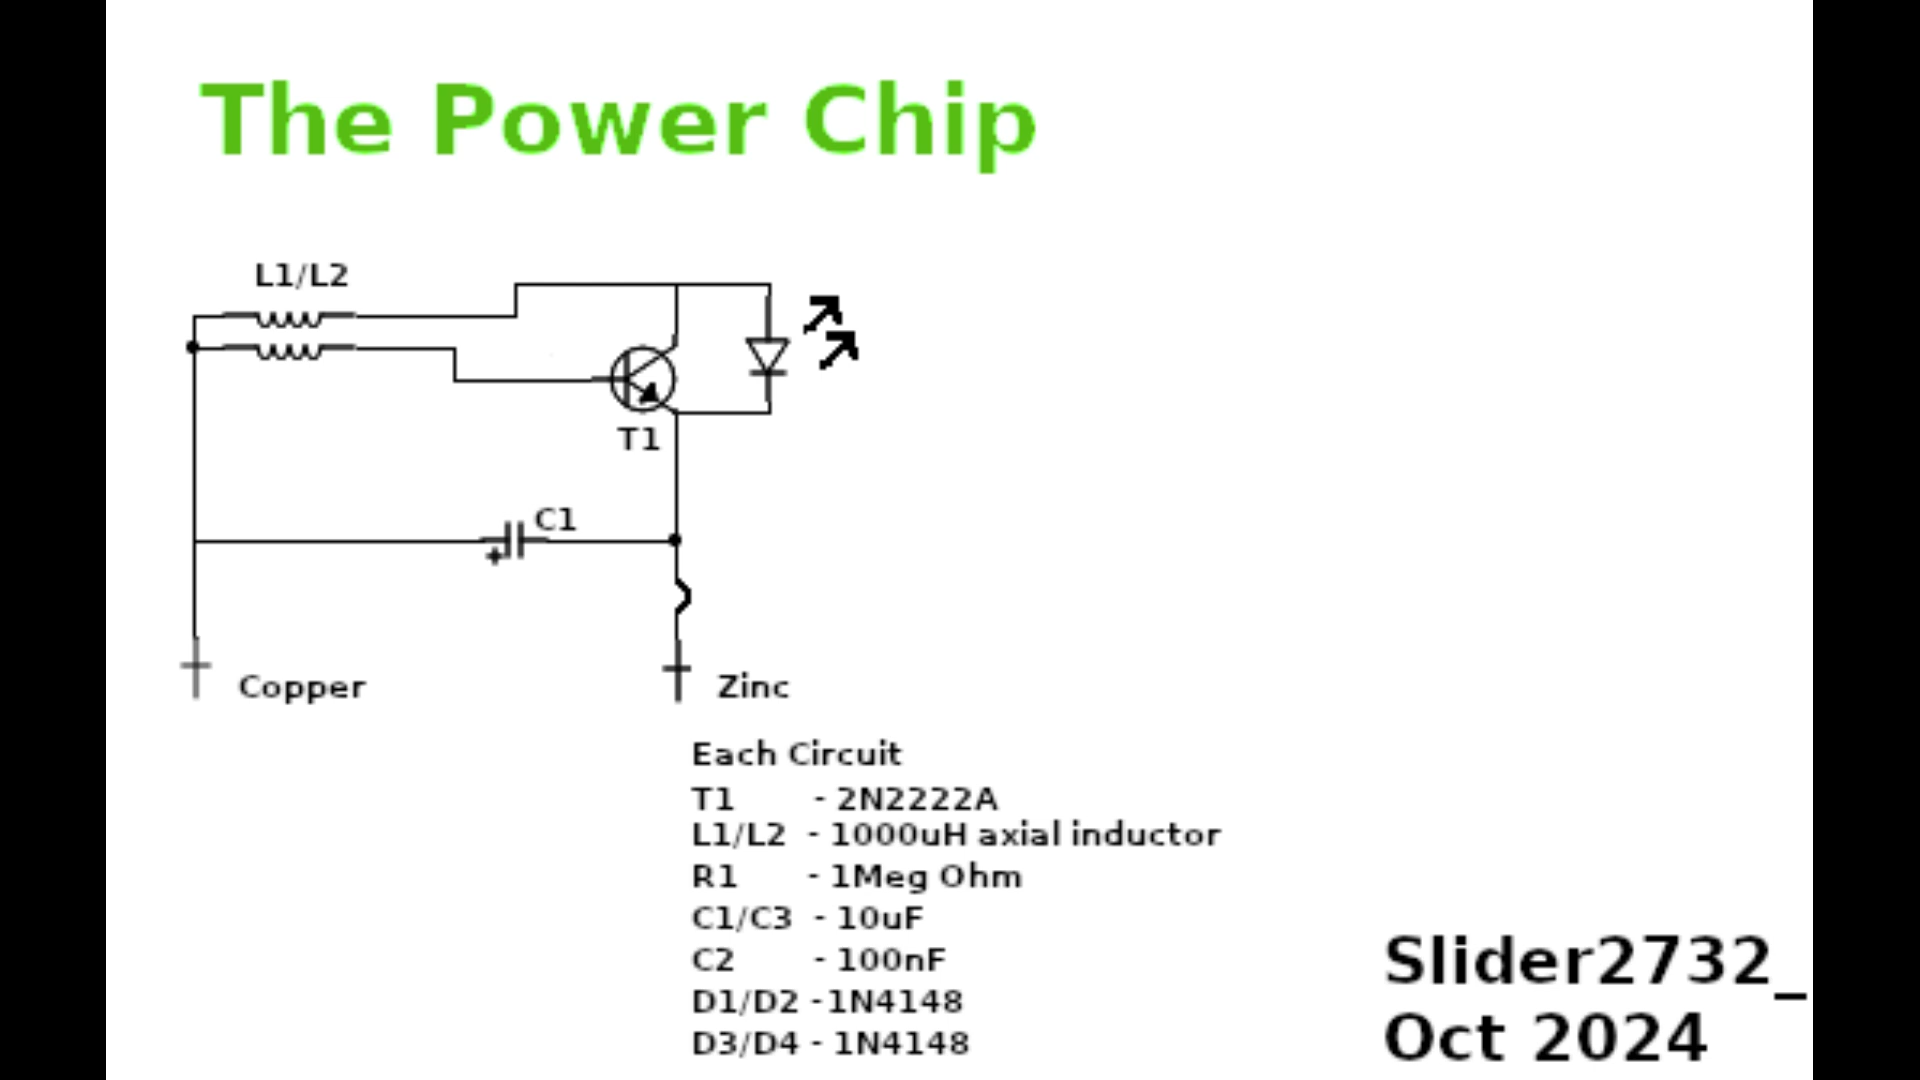 The Power Chip
L1/L2
T1
C1
+
Copper
Zinc
Each Circuit
T1 - 2N2222A
L1/L2 - 1000uH axial inductor
R1 - 1Meg Ohm
C1/C3 - 10uF
C2 - 100nF
D1/D2 -1N4148
D3/D4 - 1N4148
Slider2732_
Oct 2024